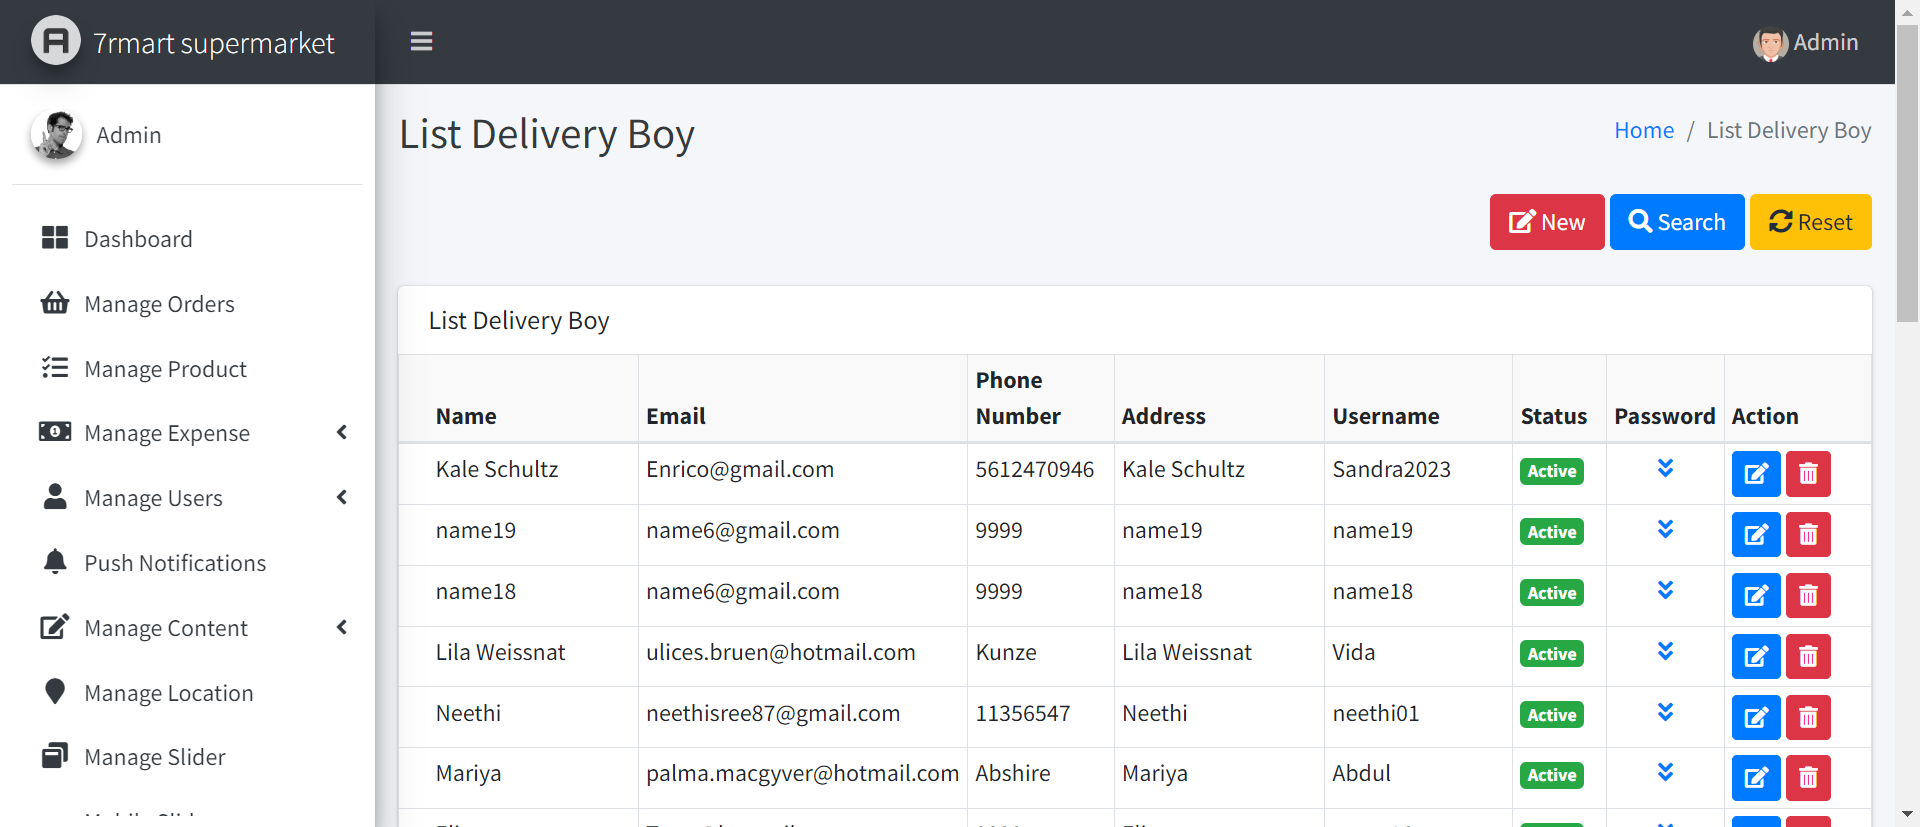 7rmart supermarket
Admin
Admin
List Delivery Boy
Home / List Delivery Boy
Dashboard
New Search Reset
Manage Orders
List Delivery Boy
Manage Product
Manage Expense
Manage Users
Push Notifications
Manage Content
Manage Location
Manage Slider
Name Email Phone Number Address Username Status Password Action
Kale Schultz Enrico@gmail.com 5612470946 Kale Schultz Sandra2023 Active
name19 name6@gmail.com 9999 name19 name19 Active
name18 name6@gmail.com 9999 name18 name18 Active
Lila Weissnat ulices.bruen@hotmail.com Kunze Lila Weissnat Vida Active
Neethi neethisree87@gmail.com 11356547 Neethi neethi01 Active
Mariya palma.macgyver@hotmail.com Abshire Mariya Abdul Active